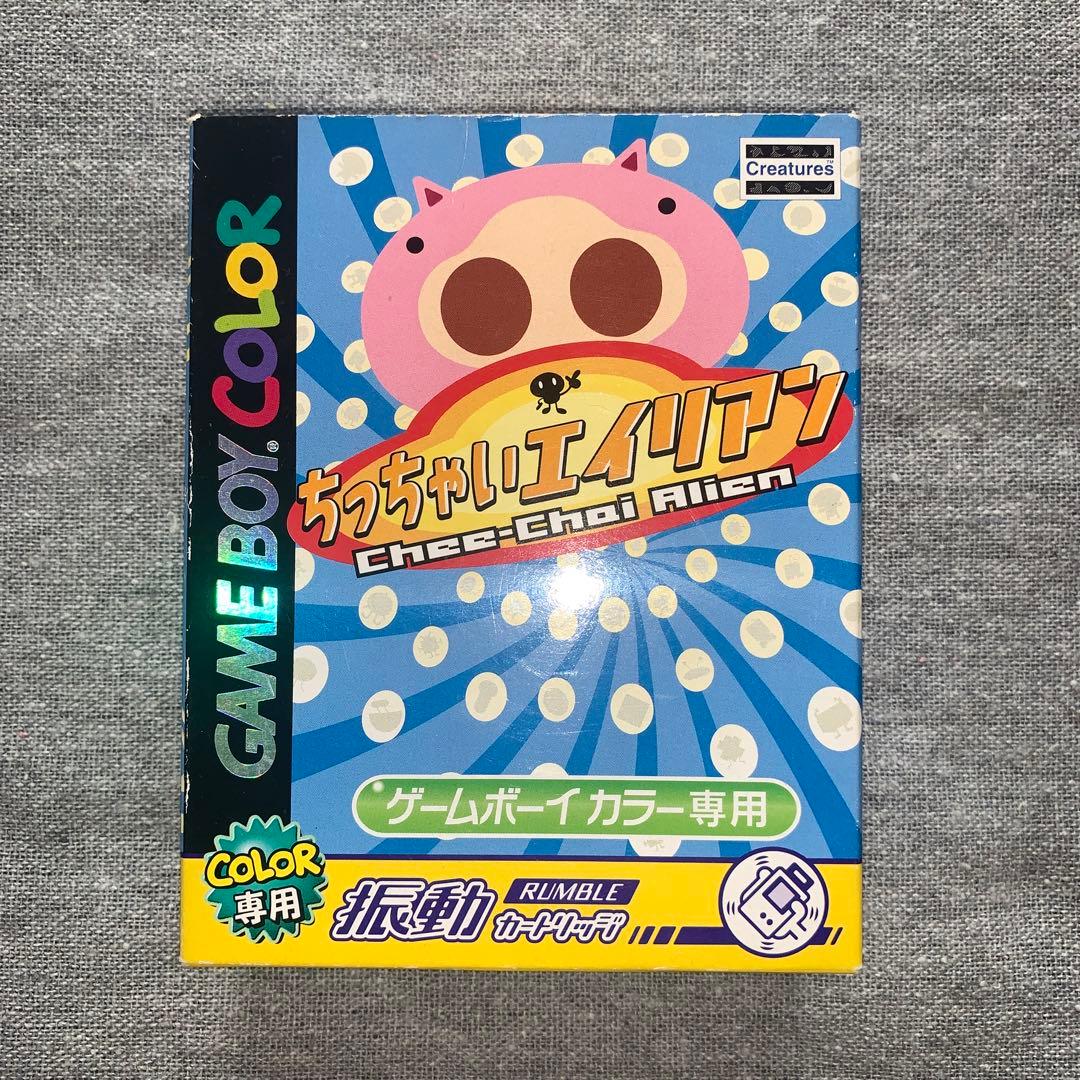 Creatures™
GAME BOY® COLOR
ちっちゃいエイリアン
Chee-Chai Alien
ゲームボーイカラー専用
COLOR
専用
振動
RUMBLE
カートリッジ